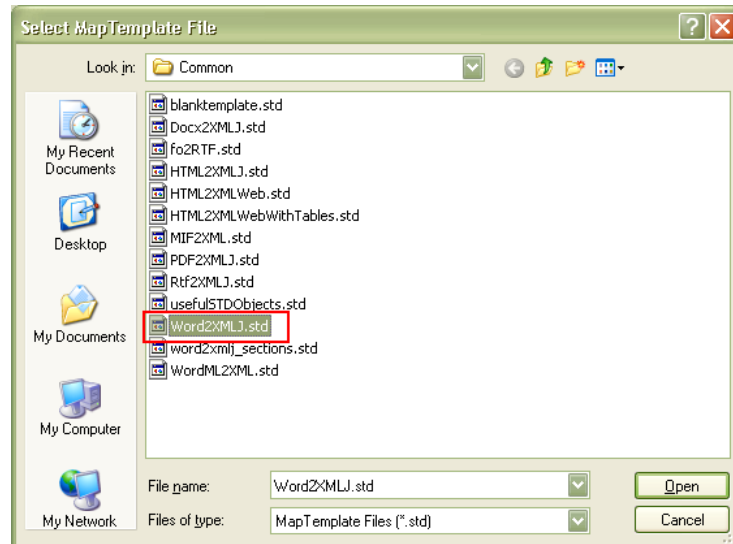 Select MapTemplate File
Look in: Common
blanktemplate.std
Docx2XMLJ.std
fo2RTF.std
HTML2XMLJ.std
HTML2XMLWeb.std
HTML2XMLWebWithTables.std
MIF2XML.std
PDF2XMLJ.std
Rtf2XMLJ.std
usefulSTDObjects.std
Word2XMLJ.std
word2xmlj_sections.std
WordML2XML.std
My Recent
Documents
Desktop
My Documents
My Computer
My Network
File name: Word2XMLJ.std Open
Files of type: MapTemplate Files (*.std) Cancel